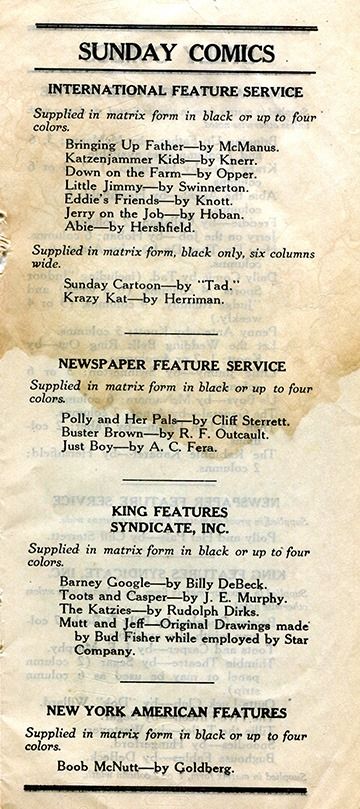 SUNDAY COMICS
INTERNATIONAL FEATURE SERVICE
Supplied in matrix form in black or up to four
colors.
Bringing Up Father—by McManus.
Katzenjammer Kids—by Knerr.
Down on the Farm—by Opper.
Little Jimmy—by Swinnerton.
Eddie's Friends—by Knott.
Jerry on the Job—by Hoban.
Abie—by Hershfield.
Supplied in matrix form, black only, six columns
wide.
Sunday Cartoon—by "Tad."
Krazy Kat—by Herriman.
NEWSPAPER FEATURE SERVICE
Supplied in matrix form in black or up to four
colors.
Polly and Her Pals—by Cliff Sterrett.
Buster Brown—by R. F. Outcault.
Just Boy—by A. C. Fera.
KING FEATURES
SYNDICATE, INC.
Supplied in matrix form in black or up to four
colors.
Barney Google—by Billy DeBeck.
Toots and Casper—by J. E. Murphy.
The Katzies—by Rudolph Dirks.
Mutt and Jeff—Original Drawings made
by Bud Fisher while employed by Star
Company.
NEW YORK AMERICAN FEATURES
Supplied in matrix form in black or up to four
colors.
Boob McNutt—by Goldberg.